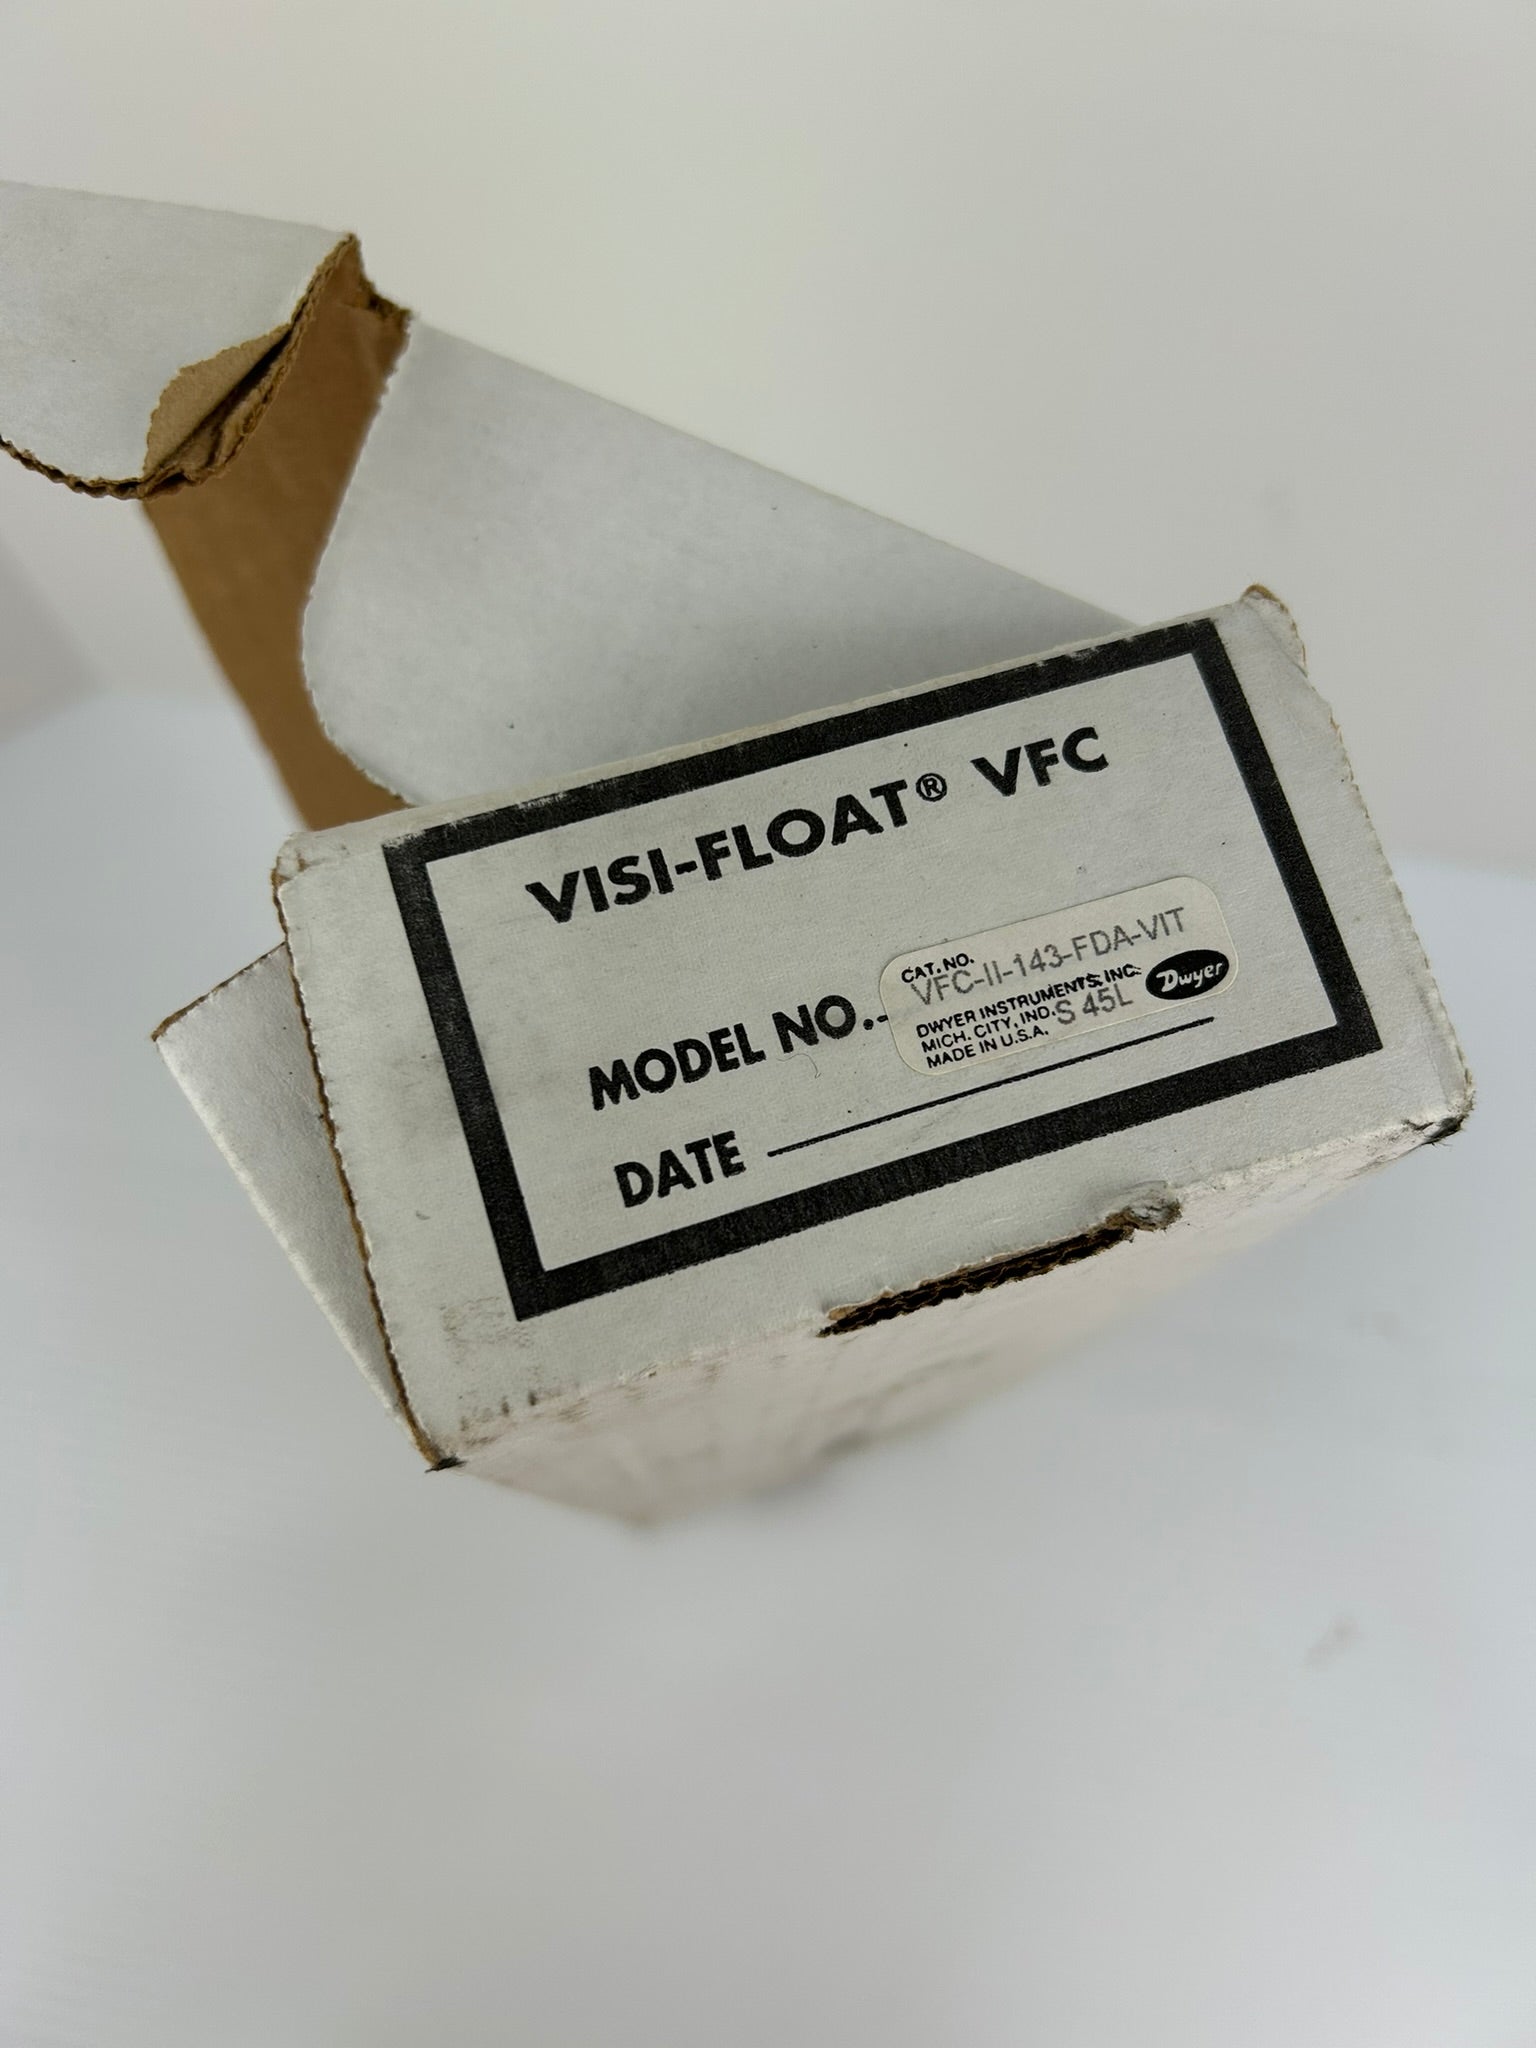 VISI-FLOAT® VFC
MODEL NO.-
CAT. NO.
VFC-II-143-FDA-VIT
DWYER INSTRUMENTS, INC.
MICH. CITY, IND. S 45L
MADE IN U.S.A.
Dwyer
DATE